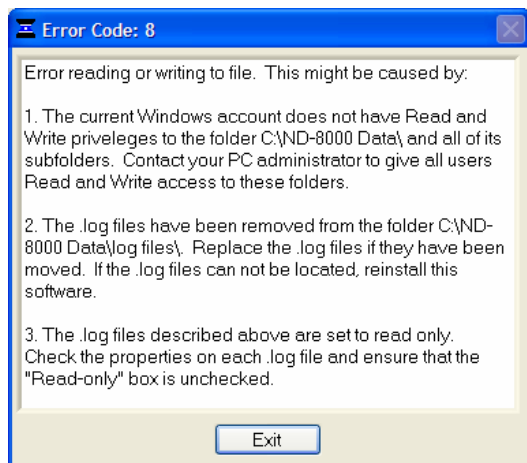 Error Code: 8
Error reading or writing to file.  This might be caused by:
1. The current Windows account does not have Read and
Write priveleges to the folder C:\ND-8000 Data\ and all of its
subfolders.  Contact your PC administrator to give all users
Read and Write access to these folders.
2. The .log files have been removed from the folder C:\ND-
8000 Data\log files\.  Replace the .log files if they have been
moved.  If the .log files can not be located, reinstall this
software.
3. The .log files described above are set to read only.
Check the properties on each .log file and ensure that the
"Read-only" box is unchecked.
Exit